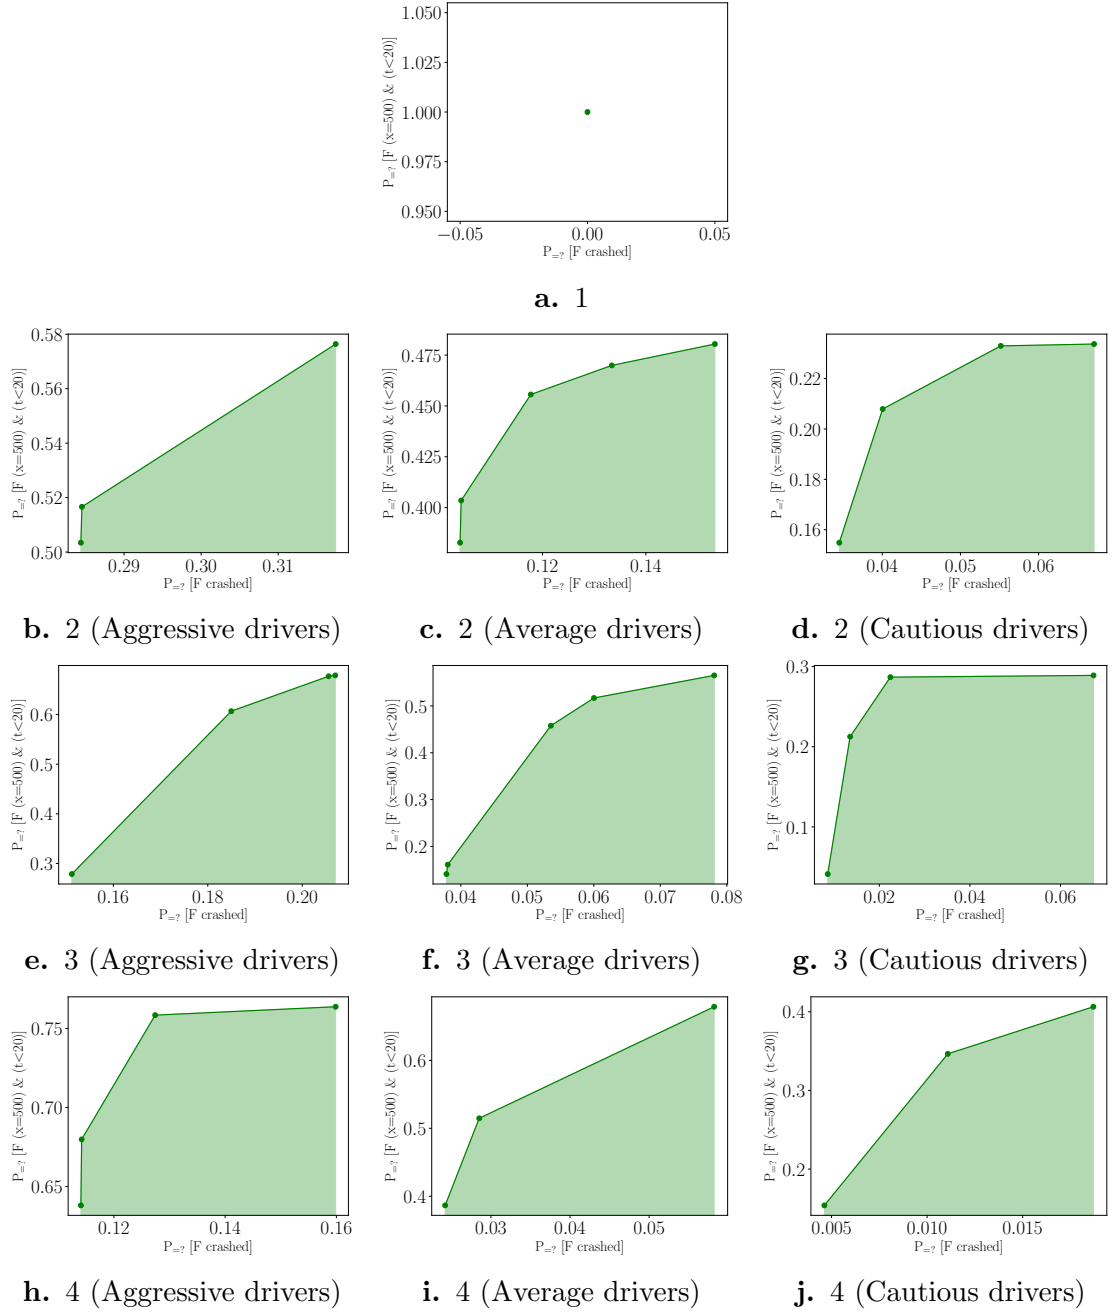 1.050
1.025
1.000
0.975
0.950
P=? [F (x=500) & (t<20)]
−0.05 0.00 0.05
P=? [F crashed]
a. 1
0.58
0.56
0.54
0.52
0.50
P=? [F (x=500) & (t<20)]
0.29 0.30 0.31
P=? [F crashed]
b. 2 (Aggressive drivers)
0.475
0.450
0.425
0.400
P=? [F (x=500) & (t<20)]
0.12 0.14
P=? [F crashed]
c. 2 (Average drivers)
0.22
0.20
0.18
0.16
P=? [F (x=500) & (t<20)]
0.04 0.05 0.06
P=? [F crashed]
d. 2 (Cautious drivers)
0.6
0.5
0.4
0.3
P=? [F (x=500) & (t<20)]
0.16 0.18 0.20
P=? [F crashed]
e. 3 (Aggressive drivers)
0.5
0.4
0.3
0.2
P=? [F (x=500) & (t<20)]
0.04 0.05 0.06 0.07 0.08
P=? [F crashed]
f. 3 (Average drivers)
0.3
0.2
0.1
P=? [F (x=500) & (t<20)]
0.02 0.04 0.06
P=? [F crashed]
g. 3 (Cautious drivers)
0.75
0.70
0.65
P=? [F (x=500) & (t<20)]
0.12 0.14 0.16
P=? [F crashed]
h. 4 (Aggressive drivers)
0.6
0.5
0.4
P=? [F (x=500) & (t<20)]
0.03 0.04 0.05
P=? [F crashed]
i. 4 (Average drivers)
0.4
0.3
0.2
P=? [F (x=500) & (t<20)]
0.005 0.010 0.015
P=? [F crashed]
j. 4 (Cautious drivers)